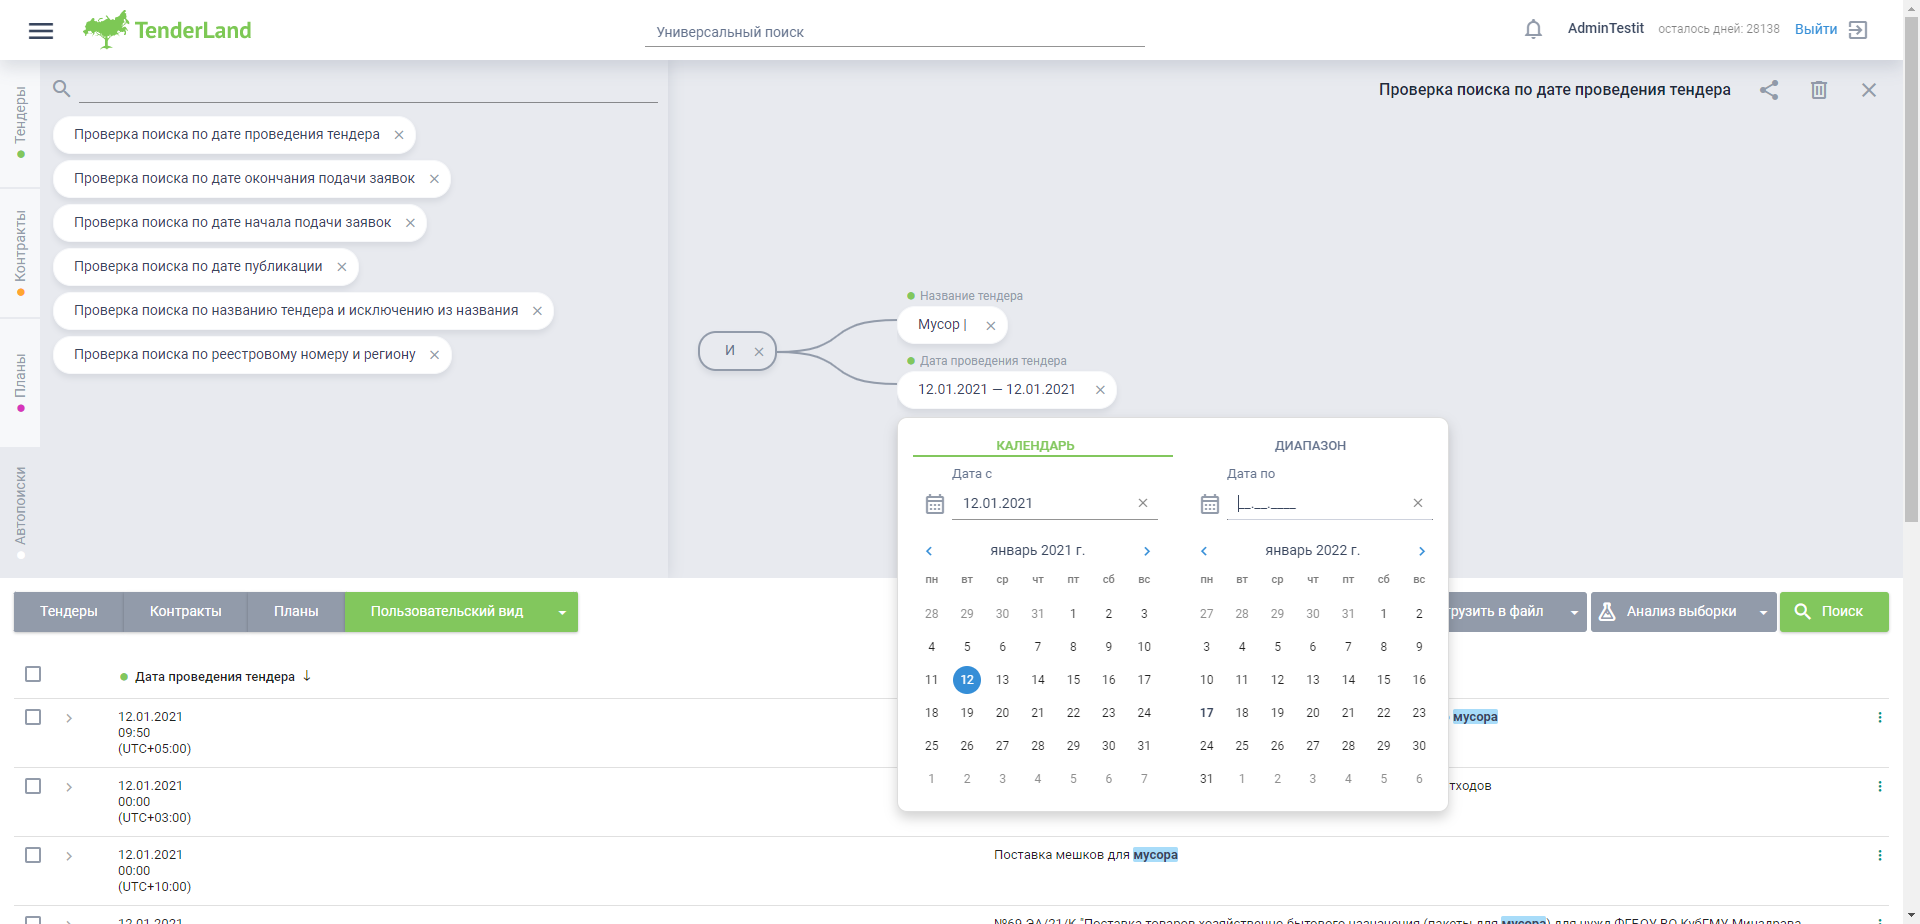 TenderLand
Универсальный поиск
AdminTestit
осталось дней: 28138
Выйти
Тендеры
Контракты
Планы
Автопоиски
Проверка поиска по дате проведения тендера
Проверка поиска по дате окончания подачи заявок
Проверка поиска по дате начала подачи заявок
Проверка поиска по дате публикации
Проверка поиска по названию тендера и исключению из названия
Проверка поиска по реестровому номеру и региону
Проверка поиска по дате проведения тендера
И
Название тендера
Мусор |
Дата проведения тендера
12.01.2021 — 12.01.2021
КАЛЕНДАРЬ ДИАПАЗОН
Дата с
12.01.2021
январь 2021 г.
пн вт ср чт пт сб вс
28 29 30 31 1 2 3
4 5 6 7 8 9 10
11 12 13 14 15 16 17
18 19 20 21 22 23 24
25 26 27 28 29 30 31
1 2 3 4 5 6 7
Дата по
__.__.____
январь 2022 г.
пн вт ср чт пт сб вс
27 28 29 30 31 1 2
3 4 5 6 7 8 9
10 11 12 13 14 15 16
17 18 19 20 21 22 23
24 25 26 27 28 29 30
31 1 2 3 4 5 6
Тендеры Контракты Планы Пользовательский вид
грузить в файл Анализ выборки Поиск
Дата проведения тендера
12.01.2021
09:50
(UTC+05:00)
мусора
12.01.2021
00:00
(UTC+03:00)
тходов
12.01.2021
00:00
(UTC+10:00)
Поставка мешков для мусора
12.01.2021
№69 ЭА/21/К "Поставка товаров хозяйственно бытового назначения (пакеты для мусора) для нужд ФГБОУ ВО КубГМУ Минздрава